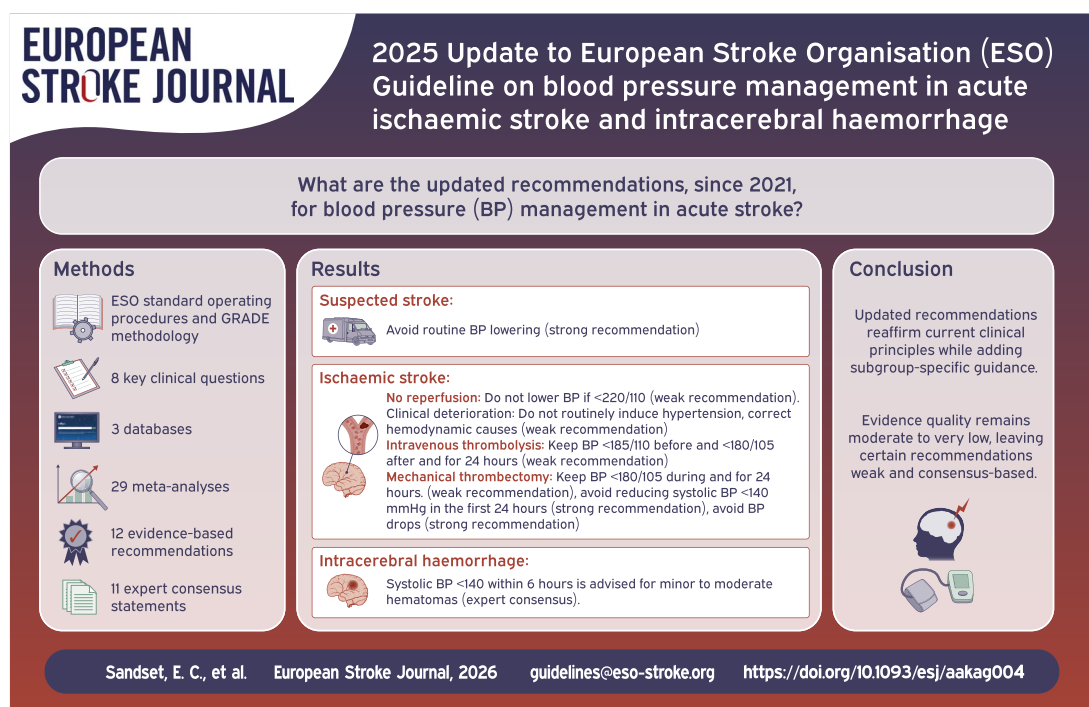 EUROPEAN
STROKE JOURNAL
2025 Update to European Stroke Organisation (ESO)
Guideline on blood pressure management in acute
ischaemic stroke and intracerebral haemorrhage
What are the updated recommendations, since 2021,
for blood pressure (BP) management in acute stroke?
Methods
ESO standard operating
procedures and GRADE
methodology
8 key clinical questions
3 databases
29 meta-analyses
12 evidence-based
recommendations
11 expert consensus
statements
Results
Suspected stroke:
Avoid routine BP lowering (strong recommendation)
Ischaemic stroke:
No reperfusion: Do not lower BP if <220/110 (weak recommendation).
Clinical deterioration: Do not routinely induce hypertension, correct
hemodynamic causes (weak recommendation)
Intravenous thrombolysis: Keep BP <185/110 before and <180/105
after and for 24 hours (weak recommendation)
Mechanical thrombectomy: Keep BP <180/105 during and for 24
hours. (weak recommendation), avoid reducing systolic BP <140
mmHg in the first 24 hours (strong recommendation), avoid BP
drops (strong recommendation)
Intracerebral haemorrhage:
Systolic BP <140 within 6 hours is advised for minor to moderate
hematomas (expert consensus).
Conclusion
Updated recommendations
reaffirm current clinical
principles while adding
subgroup-specific guidance.
Evidence quality remains
moderate to very low, leaving
certain recommendations
weak and consensus-based.
Sandset, E. C., et al. European Stroke Journal, 2026 guidelines@eso-stroke.org https://doi.org/10.1093/esj/aakag004